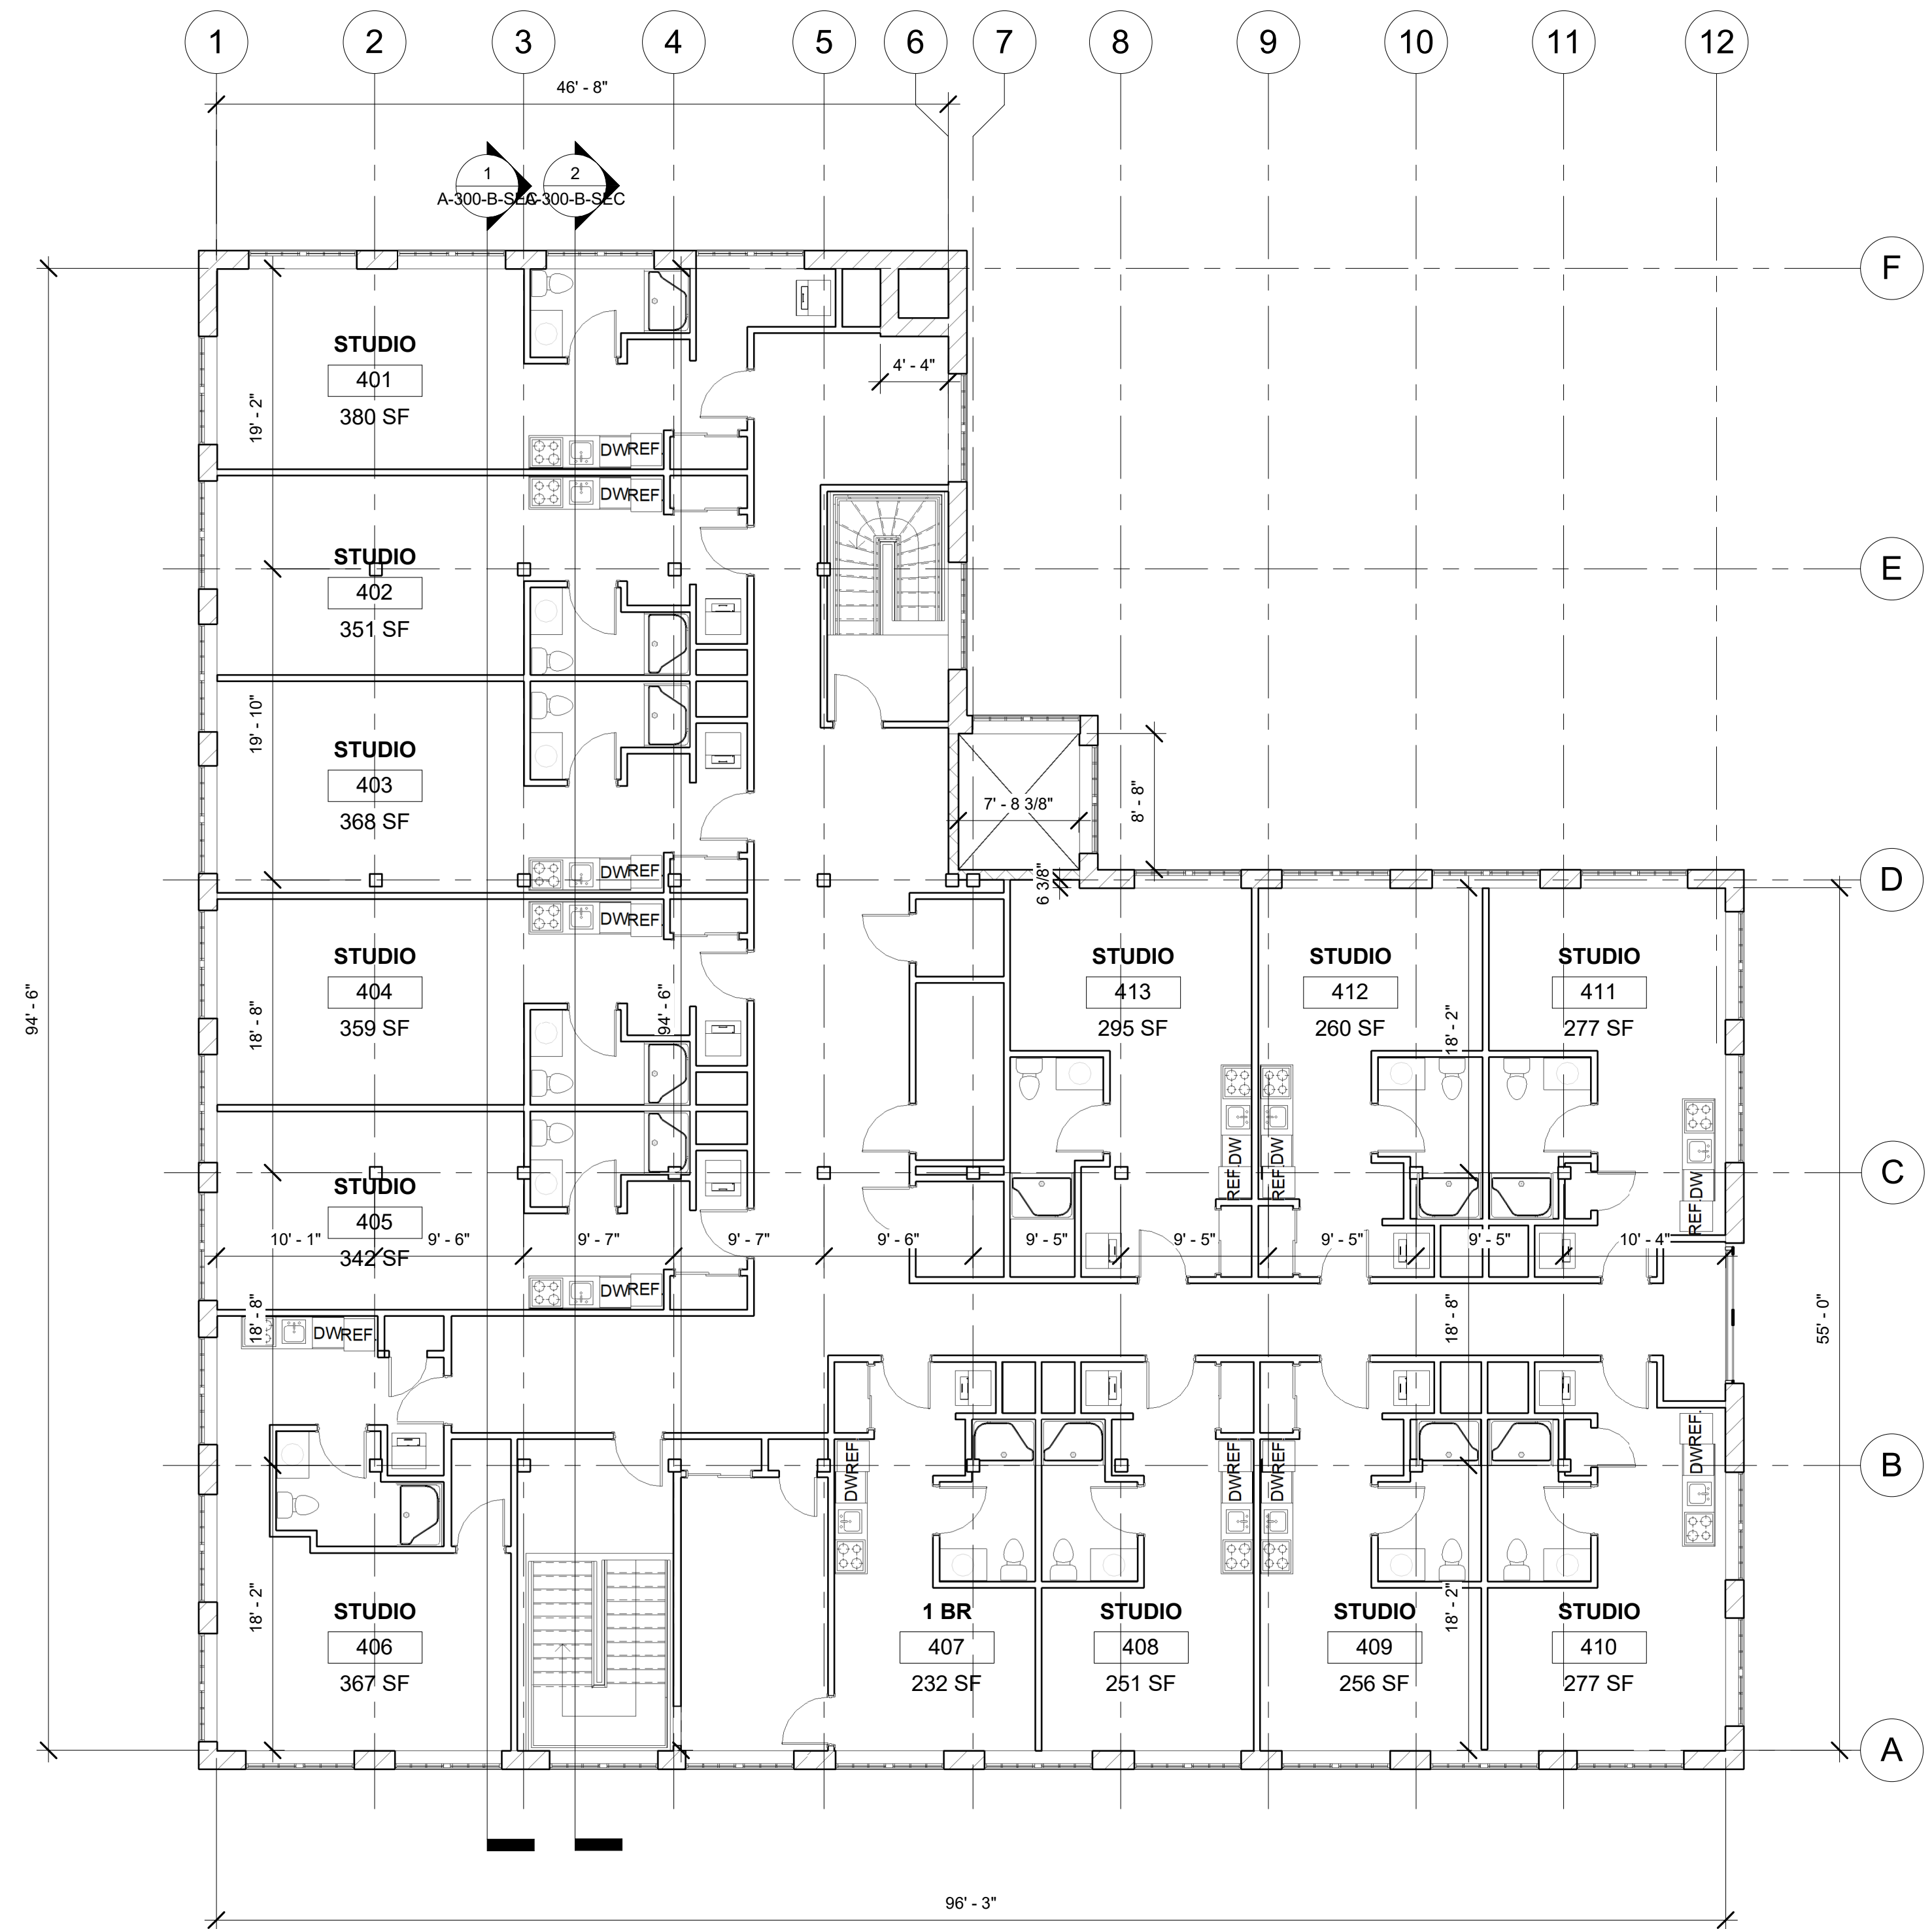 1 2 3 4 5 6 7 8 9 10 11 12
46' - 8"
1
A-300-B-SEC
2
A-300-B-SEC
F
STUDIO
401
380 SF
4' - 4"
19' - 2"
DW REF.
DW REF.
STUDIO
402
351 SF
E
19' - 10"
STUDIO
403
368 SF
7' - 8 3/8"
8' - 8"
DW REF.
6 3/8"
D
DW REF.
STUDIO
404
359 SF
94' - 6"
18' - 8"
94' - 6"
STUDIO
413
295 SF
STUDIO
412
260 SF
18' - 2"
STUDIO
411
277 SF
REF. DW
REF. DW
REF. DW
C
STUDIO
405
342 SF
10' - 1"
9' - 6"
9' - 7"
9' - 7"
9' - 6"
9' - 5"
9' - 5"
9' - 5"
9' - 5"
10' - 4"
DW REF.
18' - 8"
DW REF.
18' - 8"
55' - 0"
DW REF.
DW REF.
DW REF.
DW REF.
B
18' - 2"
STUDIO
406
367 SF
1 BR
407
232 SF
STUDIO
408
251 SF
STUDIO
409
256 SF
18' - 2"
STUDIO
410
277 SF
A
96' - 3"